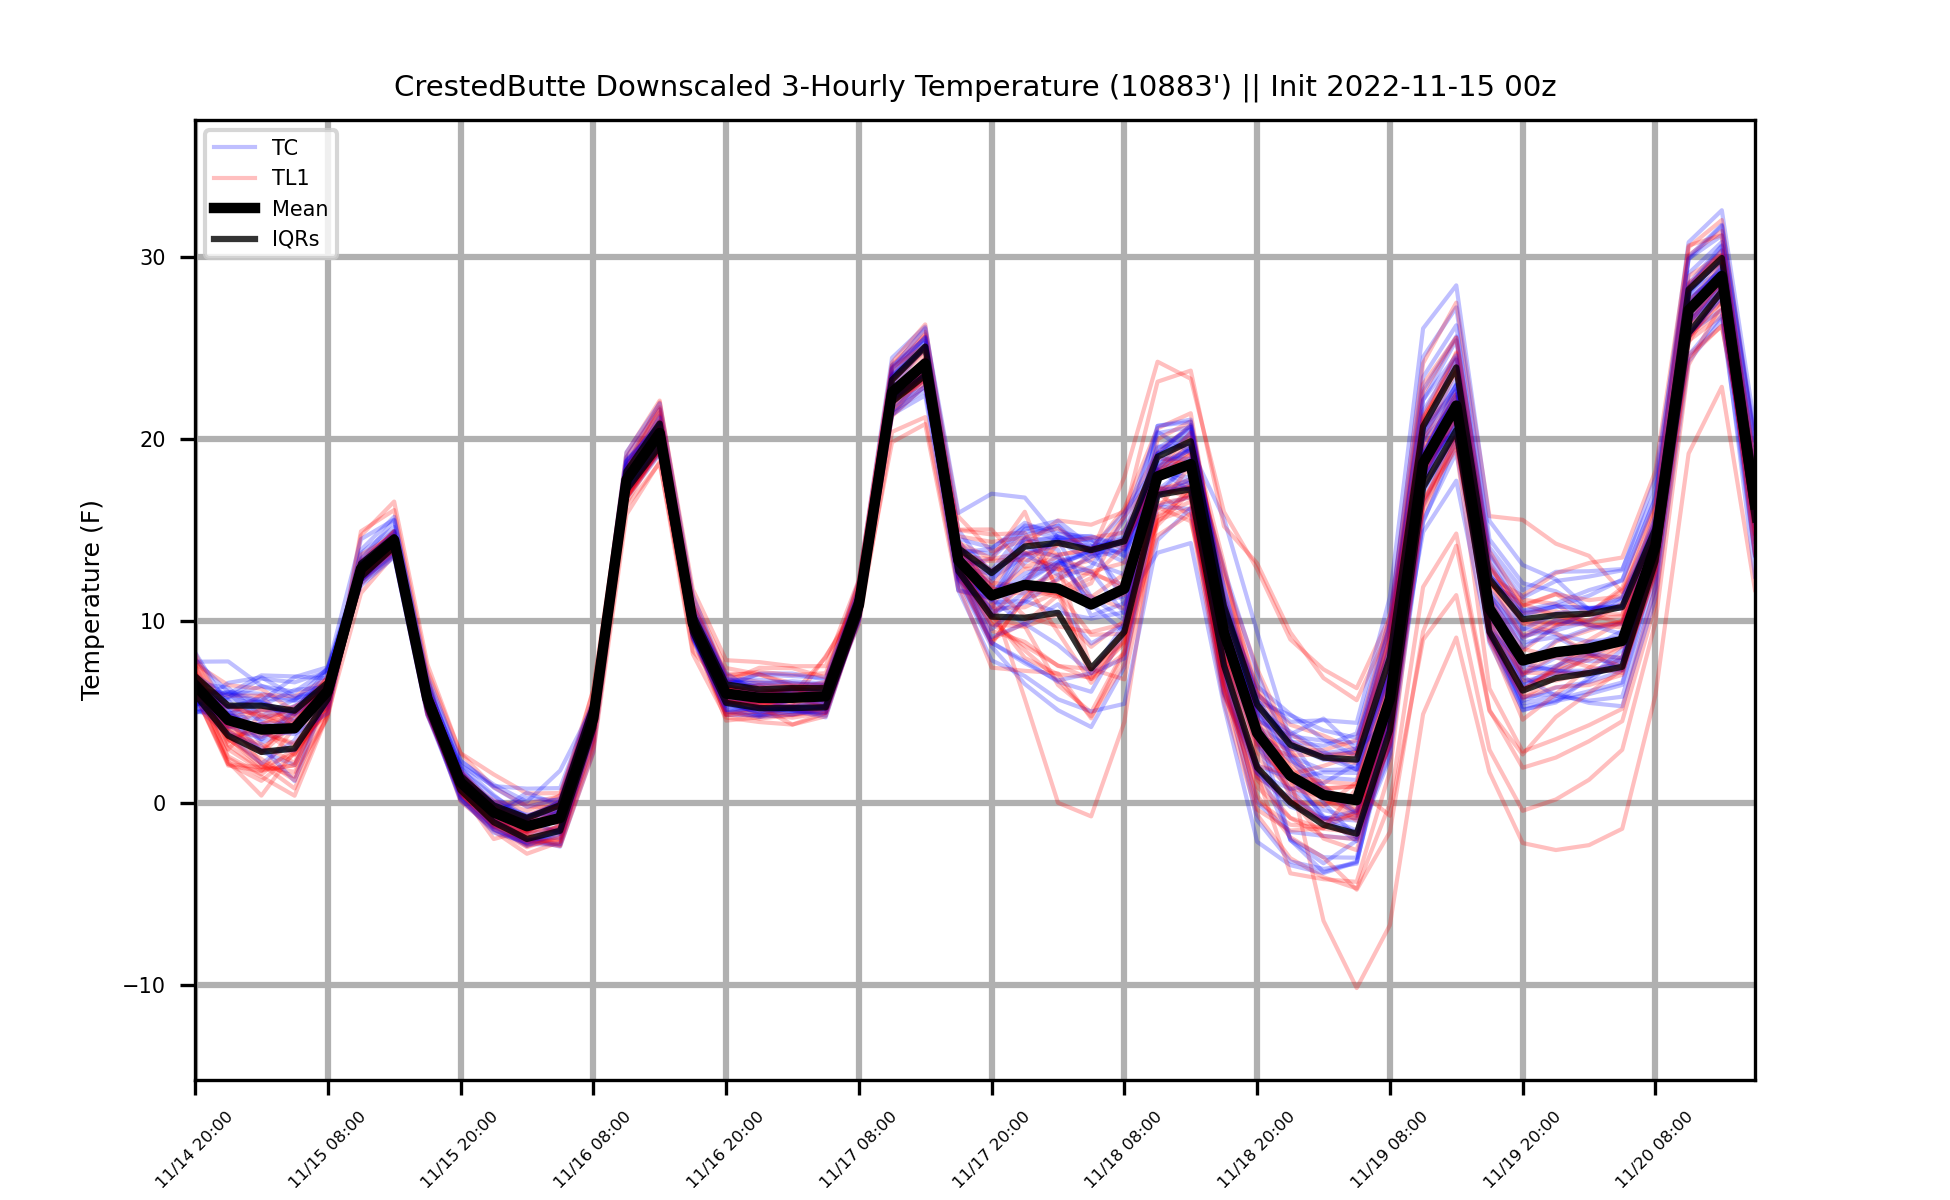 CrestedButte Downscaled 3-Hourly Temperature (10883') || Init 2022-11-15 00z
TC
TL1
Mean
IQRs
Temperature (F)
30
20
10
0
−10
11/14 20:00
11/15 08:00
11/15 20:00
11/16 08:00
11/16 20:00
11/17 08:00
11/17 20:00
11/18 08:00
11/18 20:00
11/19 08:00
11/19 20:00
11/20 08:00